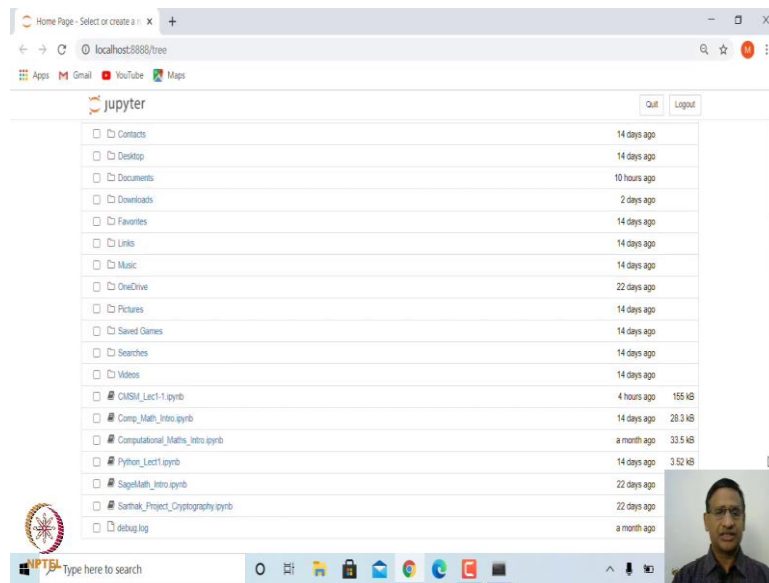 Home Page - Select or create a n
localhost:8888/tree
M
Apps Gmail YouTube Maps
jupyter Quit Logout
Contacts 14 days ago
Desktop 14 days ago
Documents 10 hours ago
Downloads 2 days ago
Favorites 14 days ago
Links 14 days ago
Music 14 days ago
OneDrive 22 days ago
Pictures 14 days ago
Saved Games 14 days ago
Searches 14 days ago
Videos 14 days ago
CMSM_Lec1-1.ipynb 4 hours ago 155 kB
Comp_Math_Intro.ipynb 14 days ago 28.3 kB
Computational_Maths_Intro.ipynb a month ago 33.5 kB
Python_Lect1.ipynb 14 days ago 3.52 kB
SageMath_Intro.ipynb 22 days ago
Sarthak_Project_Cryptography.ipynb 22 days ago
debug.log a month ago
NPTEL
Type here to search